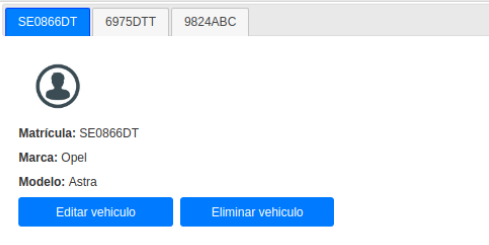 SE0866DT 6975DTT 9824ABC
Matrícula: SE0866DT
Marca: Opel
Modelo: Astra
Editar vehiculo Eliminar vehiculo